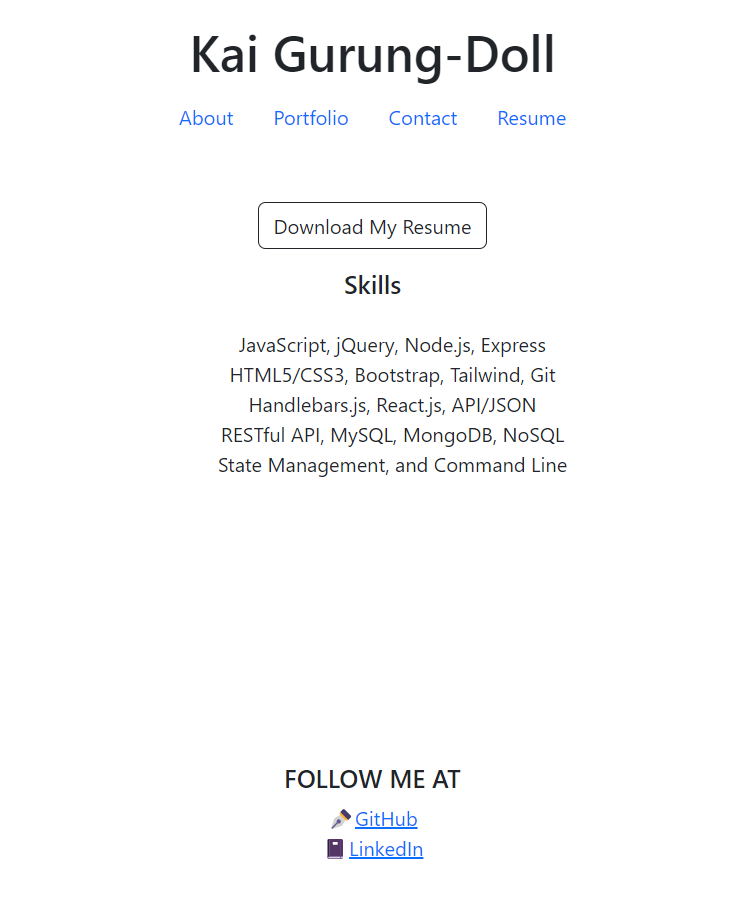 Kai Gurung-Doll
About Portfolio Contact Resume
Download My Resume
Skills
JavaScript, jQuery, Node.js, Express
HTML5/CSS3, Bootstrap, Tailwind, Git
Handlebars.js, React.js, API/JSON
RESTful API, MySQL, MongoDB, NoSQL
State Management, and Command Line
FOLLOW ME AT
GitHub
LinkedIn